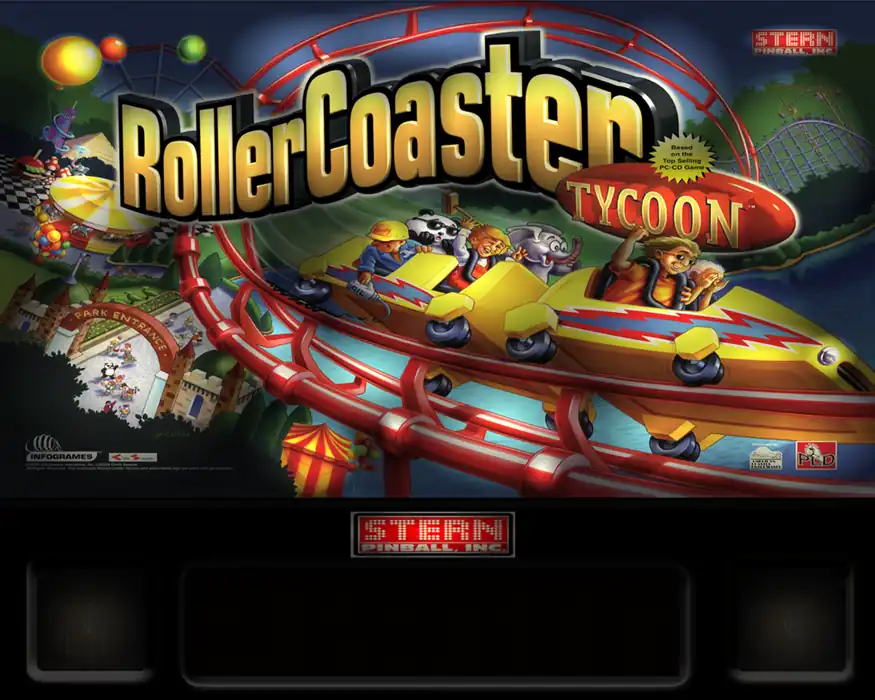 STERN
PINBALL, INC.
ROLLERCOASTER
Based
on the
Top Selling
PC-CD Game
TYCOON
PARK ENTRANCE
INFOGRAMES
PLD
STERN
PINBALL, INC.